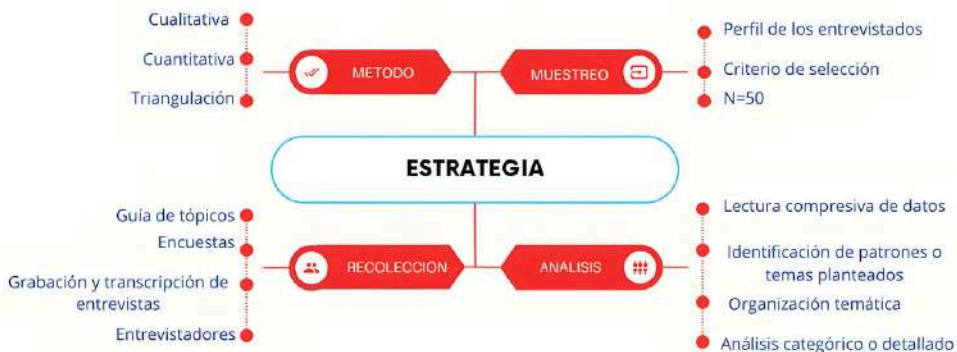 Cualitativa
Cuantitativa
Triangulación
METODO
MUESTREO
Perfil de los entrevistados
Criterio de selección
N=50
ESTRATEGIA
Guía de tópicos
Encuestas
Grabación y transcripción de
entrevistas
Entrevistadores
RECOLECCION
ANÁLISIS
Lectura compresiva de datos
Identificación de patrones o
temas planteados
Organización temática
Análisis categórico o detallado